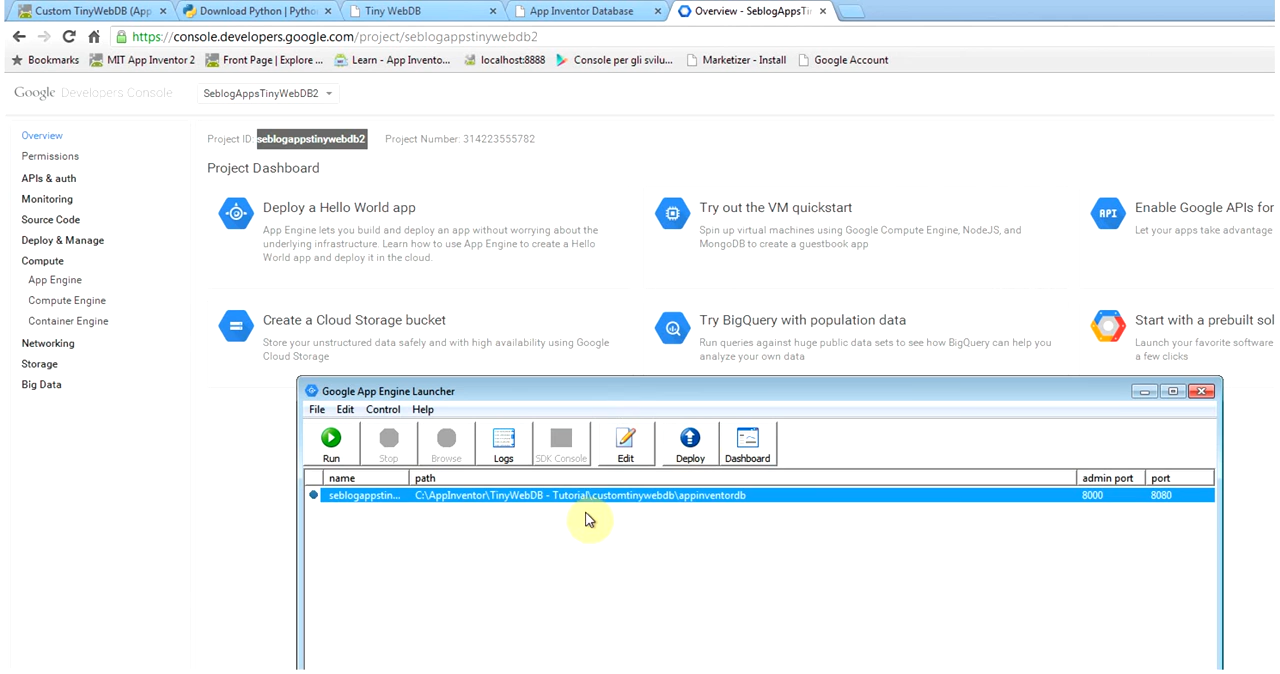 Custom TinyWebDB (App
Download Python | Pytho
Tiny WebDB
App Inventor Database
Overview - SeblogAppsTi
https://console.developers.google.com/project/seblogappstinywebdb2
Bookmarks
MIT App Inventor 2
Front Page | Explore ...
Learn - App Invento...
localhost:8888
Console per gli svilu...
Marketizer - Install
Google Account
Google Developers Console
SeblogAppsTinyWebDB2
Overview
Permissions
APIs & auth
Monitoring
Source Code
Deploy & Manage
Compute
App Engine
Compute Engine
Container Engine
Networking
Storage
Big Data
Project ID: seblogappstinywebdb2 Project Number: 314223555782
Project Dashboard
Deploy a Hello World app
App Engine lets you build and deploy an app without worrying about the
underlying infrastructure. Learn how to use App Engine to create a Hello
World app and deploy it in the cloud.
Try out the VM quickstart
Spin up virtual machines using Google Compute Engine, NodeJS, and
MongoDB to create a guestbook app
API
Enable Google APIs for
Let your apps take advantage
Create a Cloud Storage bucket
Store your unstructured data safely and with high availability using Google
Cloud Storage
Try BigQuery with population data
Run queries against huge public data sets to see how BigQuery can help you
analyze your own data
Start with a prebuilt sol
Launch your favorite software
a few clicks
Google App Engine Launcher
File Edit Control Help
Run Stop Browse Logs SDK Console Edit Deploy Dashboard
name path admin port port
seblogappstin... C:\AppInventor\TinyWebDB - Tutorial\customtinywebdb\appinventordb 8000 8080